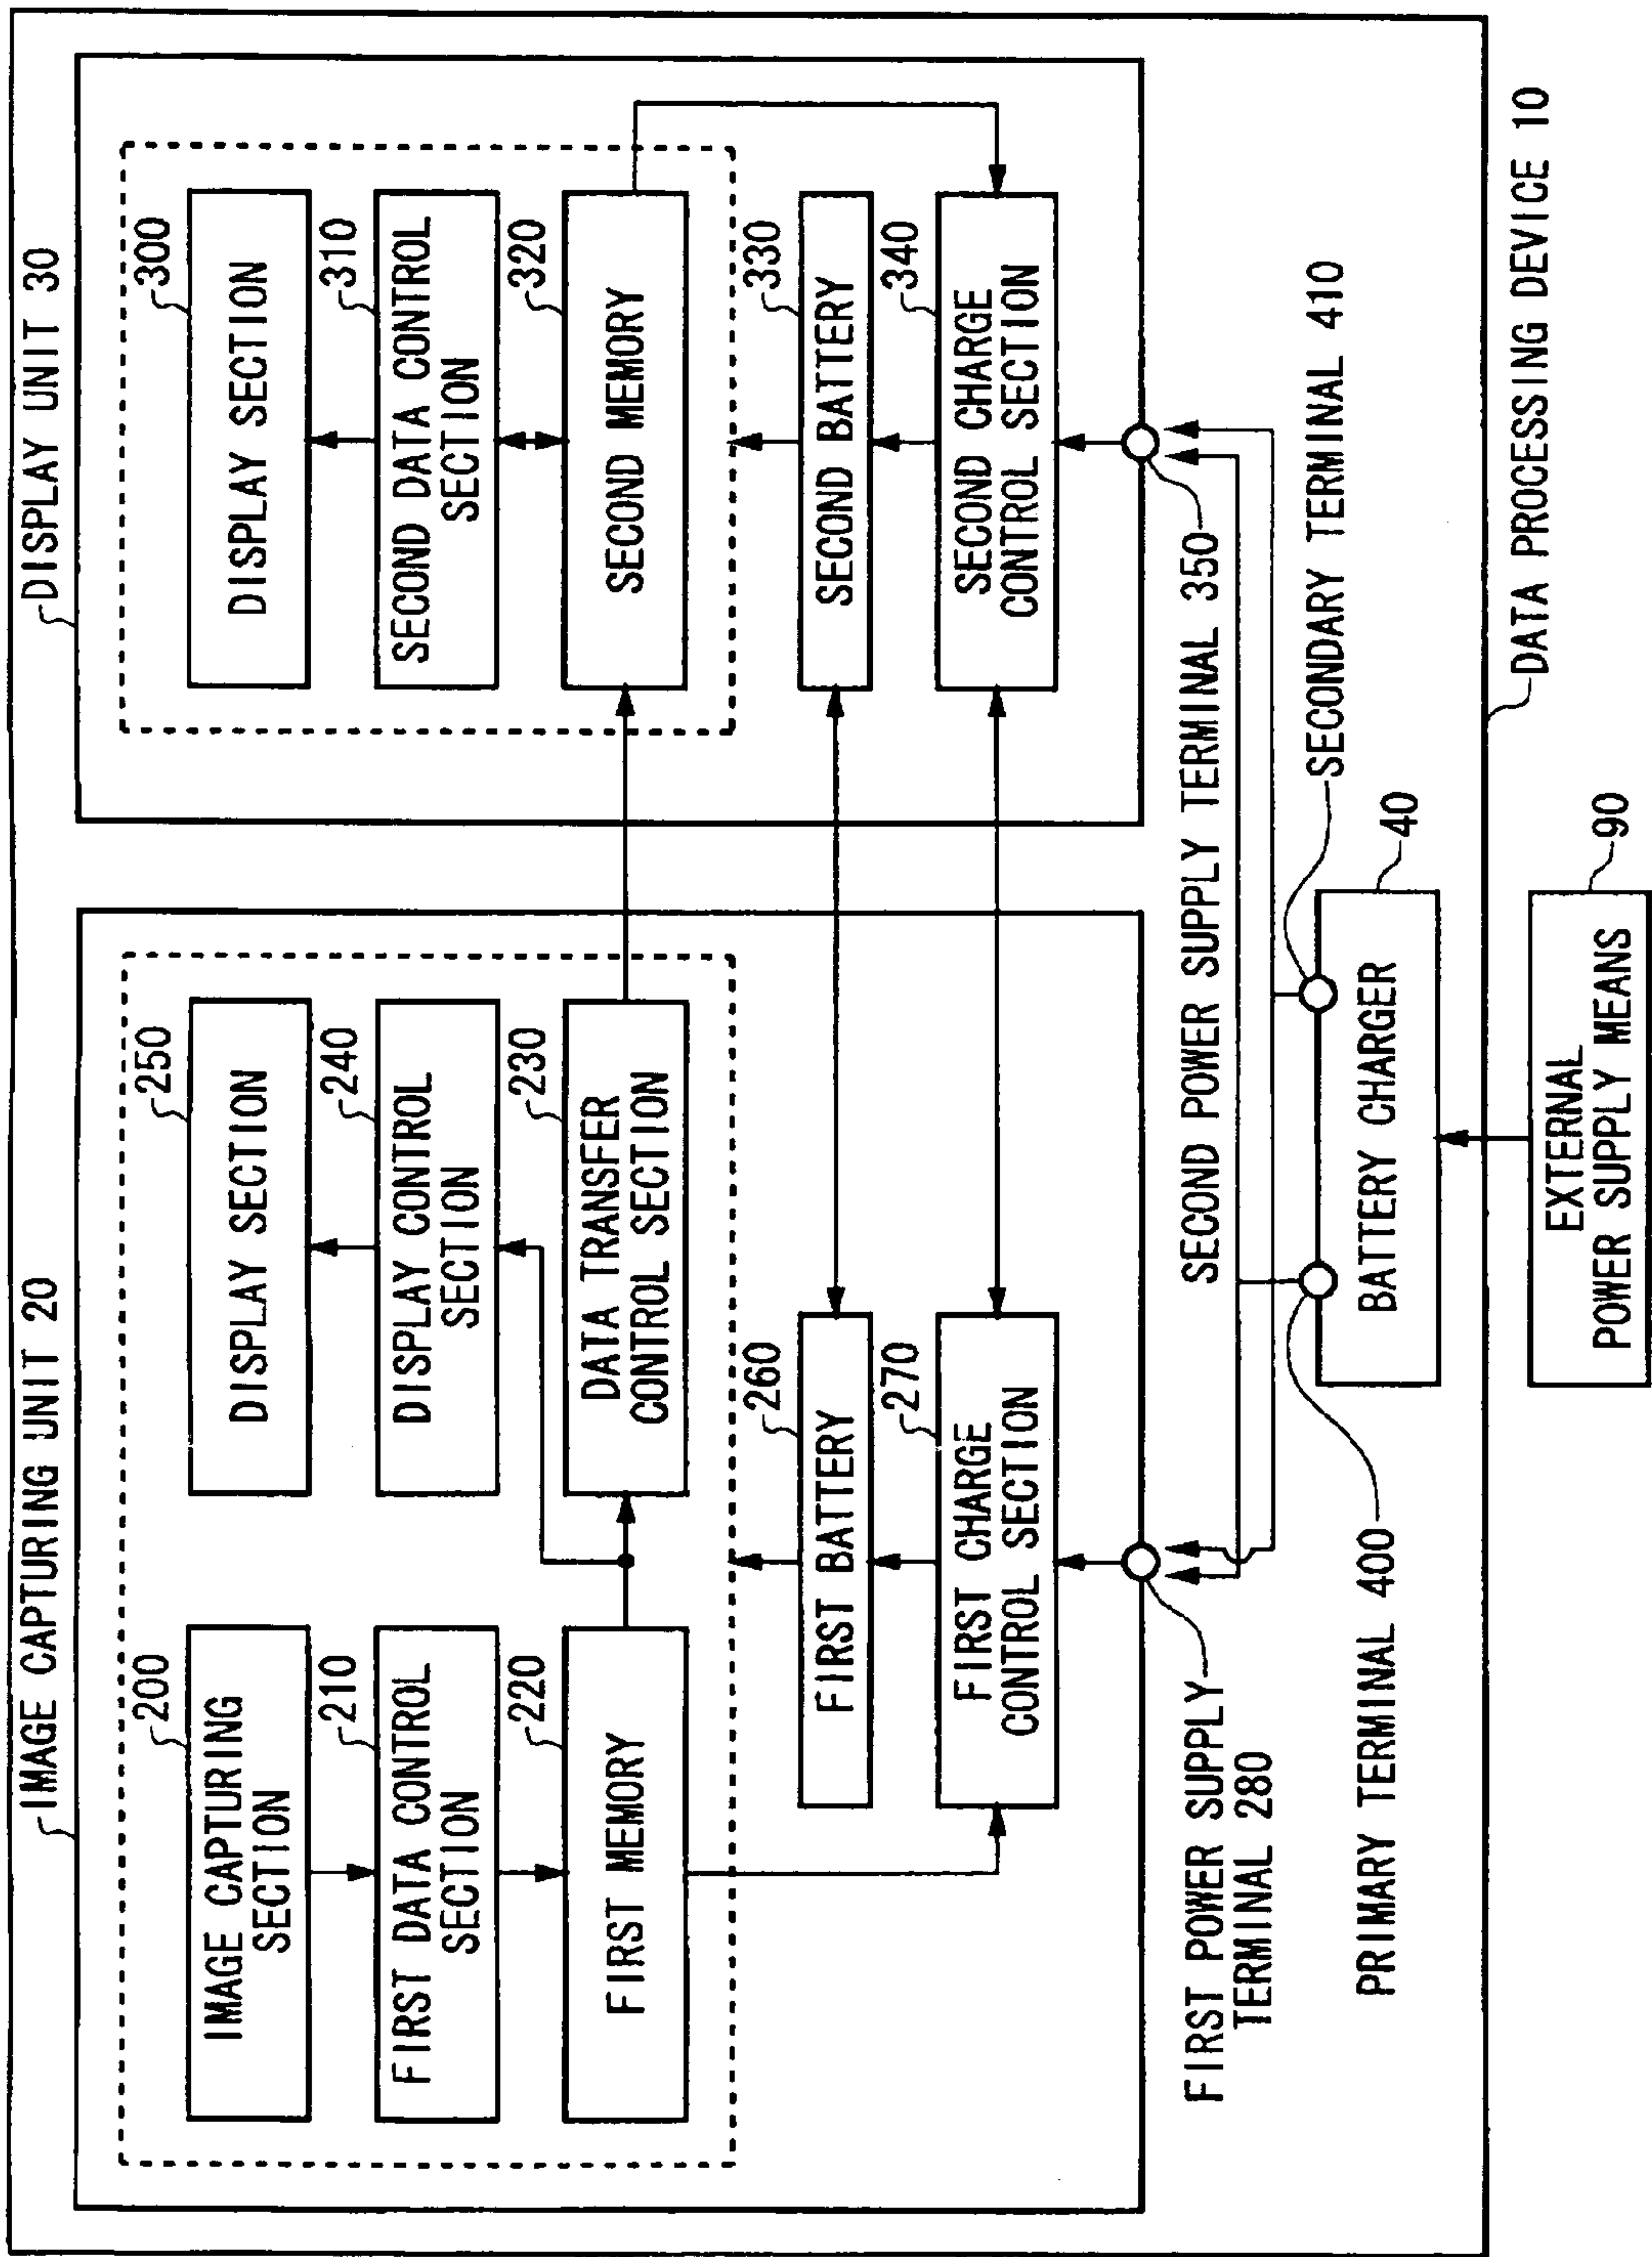 IMAGE CAPTURING UNIT 20
200
IMAGE CAPTURING
SECTION
210
FIRST DATA CONTROL
SECTION
220
FIRST MEMORY
250
DISPLAY SECTION
240
DISPLAY CONTROL
SECTION
230
DATA TRANSFER
CONTROL SECTION
260
FIRST BATTERY
270
FIRST CHARGE
CONTROL SECTION
FIRST POWER SUPPLY
TERMINAL 280
DISPLAY UNIT 30
300
DISPLAY SECTION
310
SECOND DATA CONTROL
SECTION
320
SECOND MEMORY
330
SECOND BATTERY
340
SECOND CHARGE
CONTROL SECTION
SECOND POWER SUPPLY TERMINAL 350
PRIMARY TERMINAL 400
SECONDARY TERMINAL 410
40
BATTERY CHARGER
90
EXTERNAL
POWER SUPPLY MEANS
DATA PROCESSING DEVICE 10